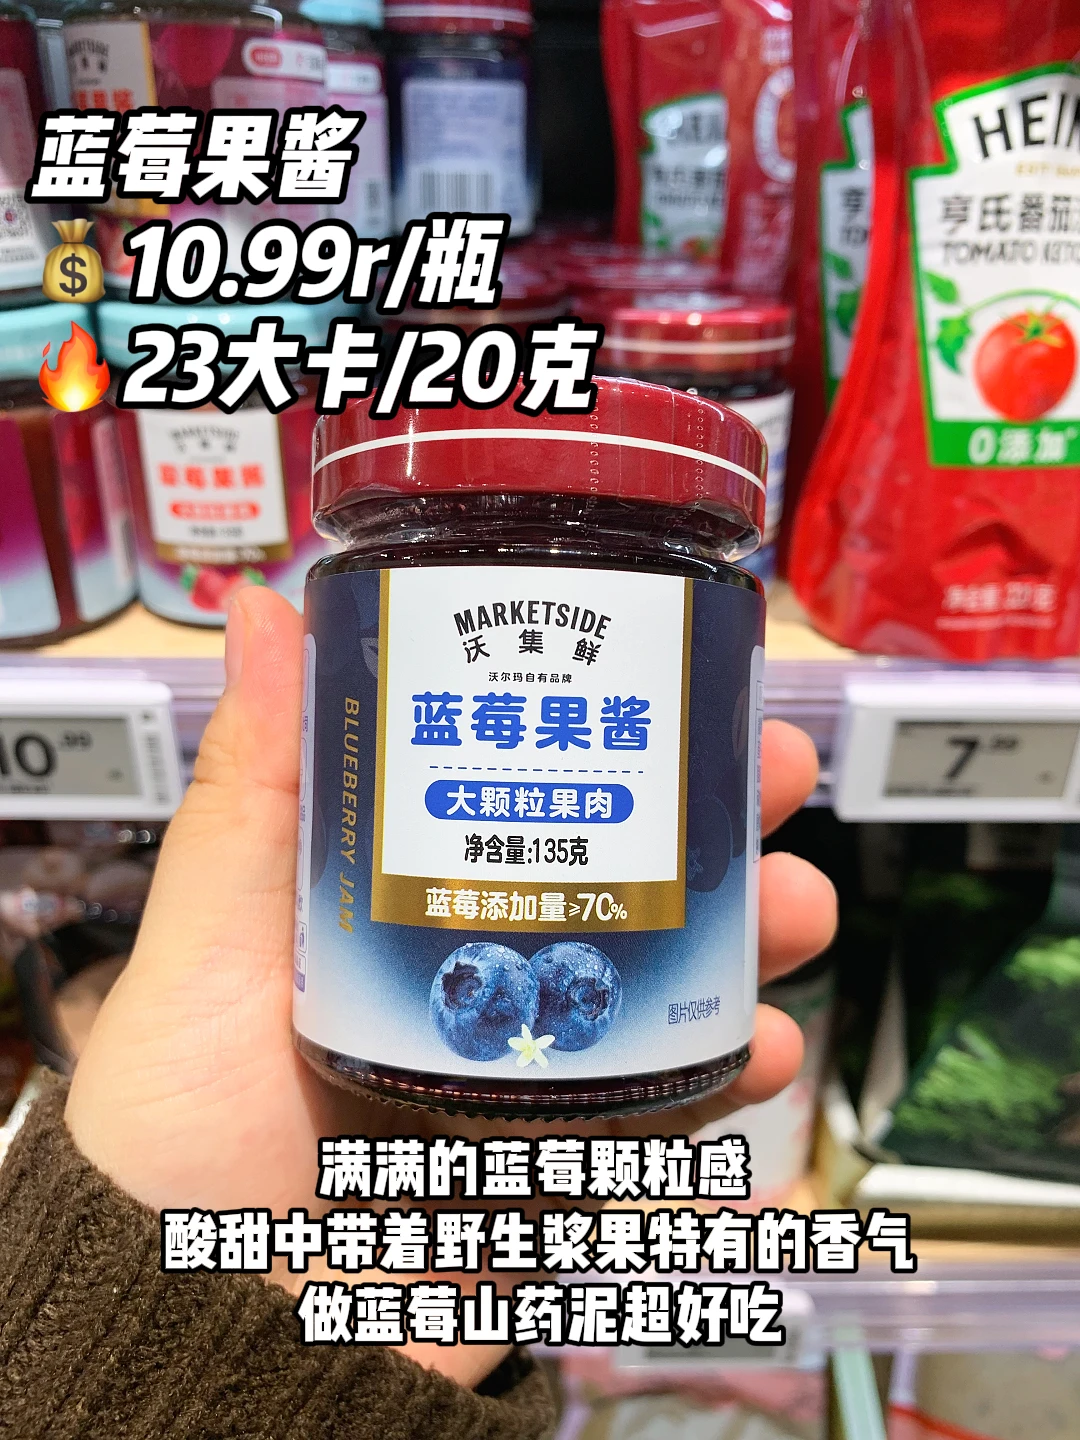 蓝莓果酱
💰10.99r/瓶
🔥23大卡/20克
MARKETSIDE
HEIN
亨氏番茄
TOMATO KETC
0添加
MARKETSIDE
MARKETSIDE
沃集鲜
沃尔玛自有品牌
蓝莓果酱
大颗粒果肉
净含量:135克
蓝莓添加量≥70%
BLUEBERRY JAM
图片仅供参考
10.99
7
满满的蓝莓颗粒感
酸甜中带着野生浆果特有的香气
做蓝莓山药泥超好吃